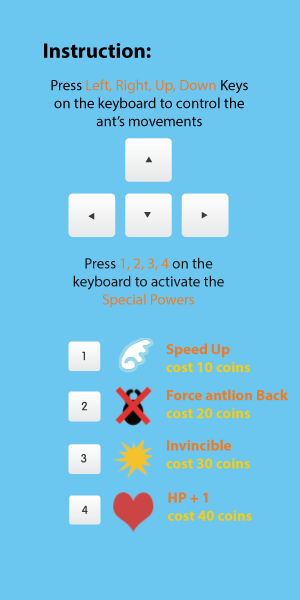 Instruction:
Press Left, Right, Up, Down Keys
on the keyboard to control the
ant's movements
Press 1, 2, 3, 4 on the
keyboard to activate the
Special Powers
1
Speed Up
cost 10 coins
2
Force antlion Back
cost 20 coins
3
Invincible
cost 30 coins
4
HP + 1
cost 40 coins